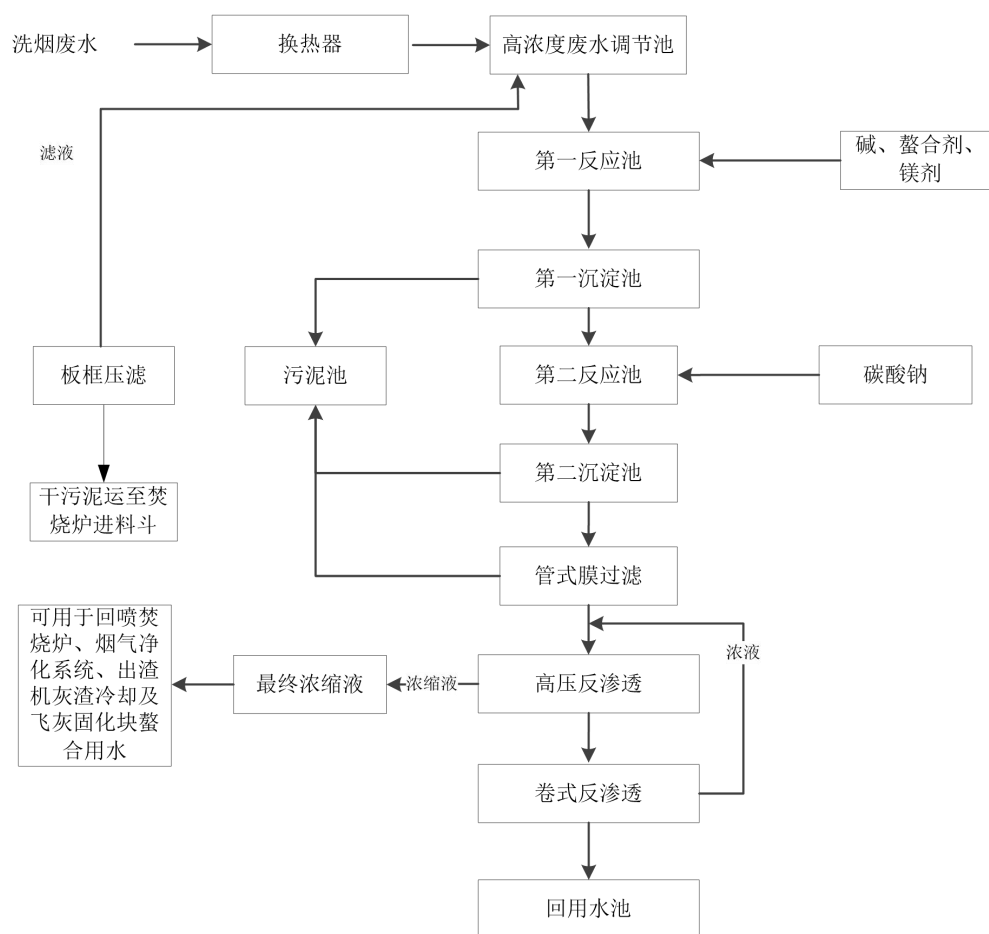 洗烟废水
换热器
高浓度废水调节池
滤液
第一反应池
碱、螯合剂、
镁剂
第一沉淀池
板框压滤
污泥池
第二反应池
碳酸钠
第二沉淀池
干污泥运至焚
烧炉进料斗
管式膜过滤
可用于回喷焚
烧炉、烟气净
化系统、出渣
机灰渣冷却及
飞灰固化块螯
合用水
浓液
最终浓缩液
浓缩液
高压反渗透
卷式反渗透
回用水池